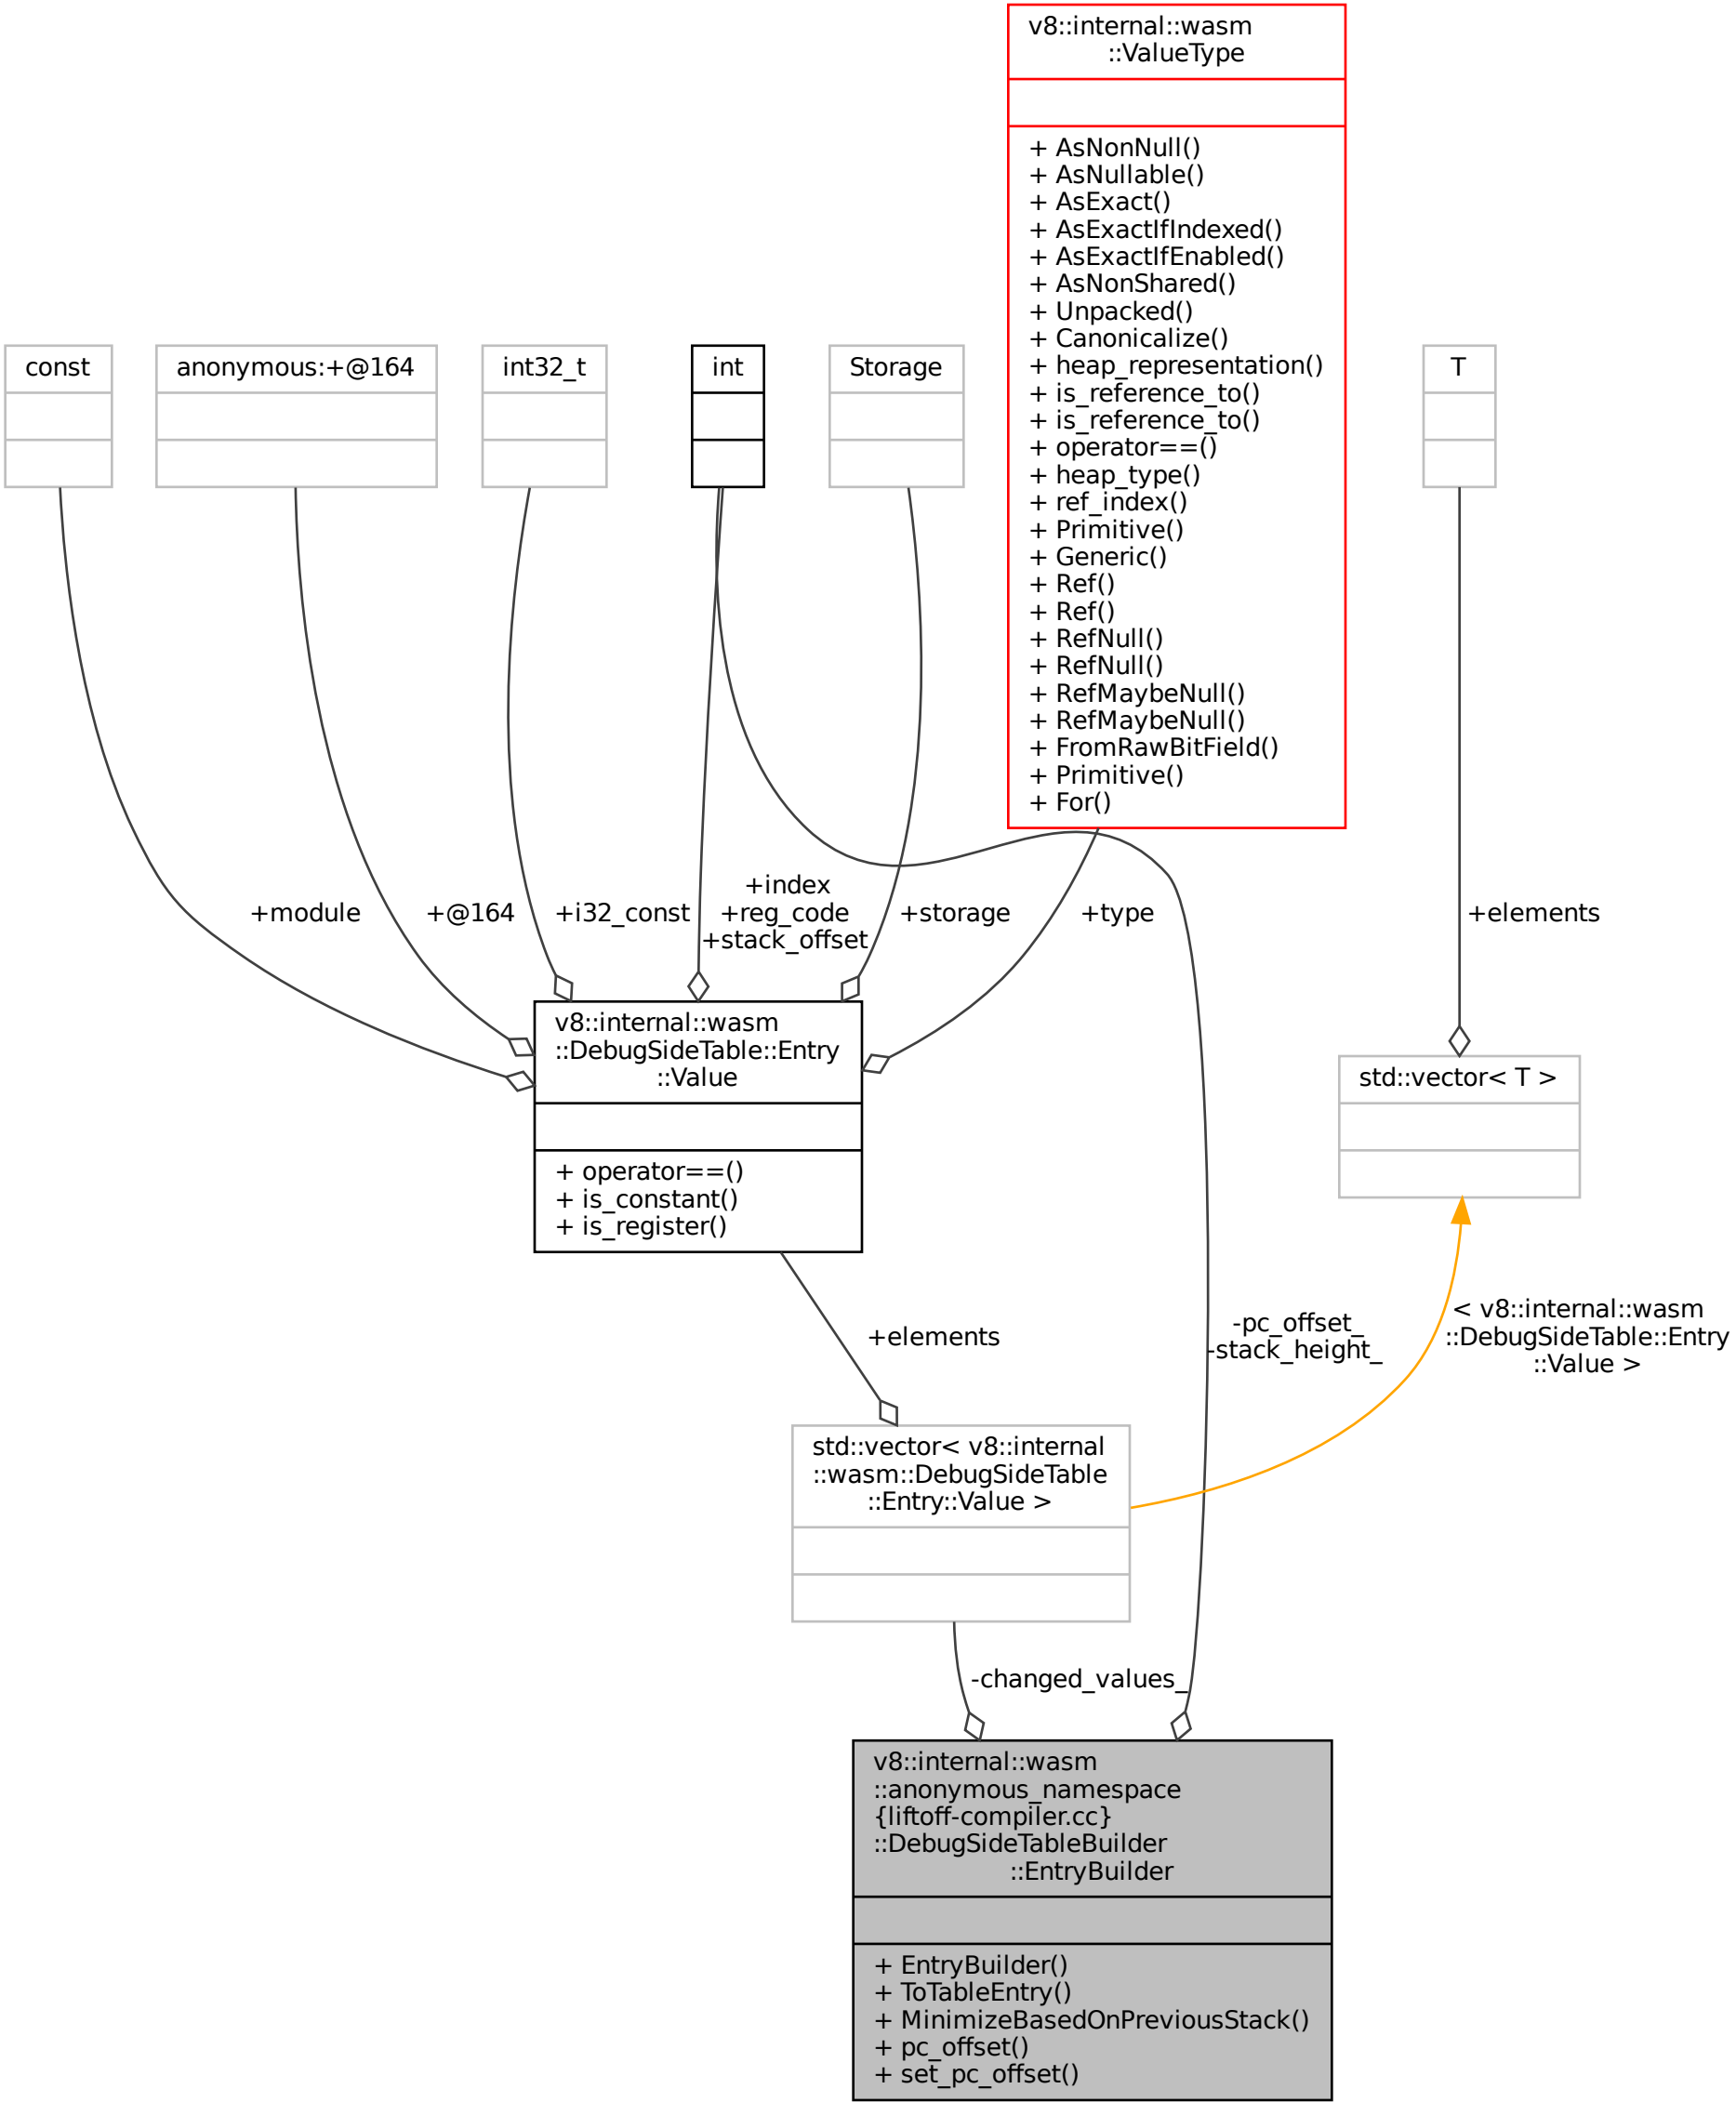 v8::internal::wasm
::ValueType
+ AsNonNull()
+ AsNullable()
+ AsExact()
+ AsExactIfIndexed()
+ AsExactIfEnabled()
+ AsNonShared()
+ Unpacked()
+ Canonicalize()
+ heap_representation()
+ is_reference_to()
+ is_reference_to()
+ operator==()
+ heap_type()
+ ref_index()
+ Primitive()
+ Generic()
+ Ref()
+ Ref()
+ RefNull()
+ RefNull()
+ RefMaybeNull()
+ RefMaybeNull()
+ FromRawBitField()
+ Primitive()
+ For()
const
anonymous:+@164
int32_t
int
Storage
T
+module
+@164
+i32_const
+index
+reg_code
+stack_offset
+storage
+type
+elements
v8::internal::wasm
::DebugSideTable::Entry
::Value
+ operator==()
+ is_constant()
+ is_register()
std::vector< T >
+elements
-pc_offset_
-stack_height_
< v8::internal::wasm
::DebugSideTable::Entry
::Value >
std::vector< v8::internal
::wasm::DebugSideTable
::Entry::Value >
-changed_values_
v8::internal::wasm
::anonymous_namespace
{liftoff-compiler.cc}
::DebugSideTableBuilder
::EntryBuilder
+ EntryBuilder()
+ ToTableEntry()
+ MinimizeBasedOnPreviousStack()
+ pc_offset()
+ set_pc_offset()